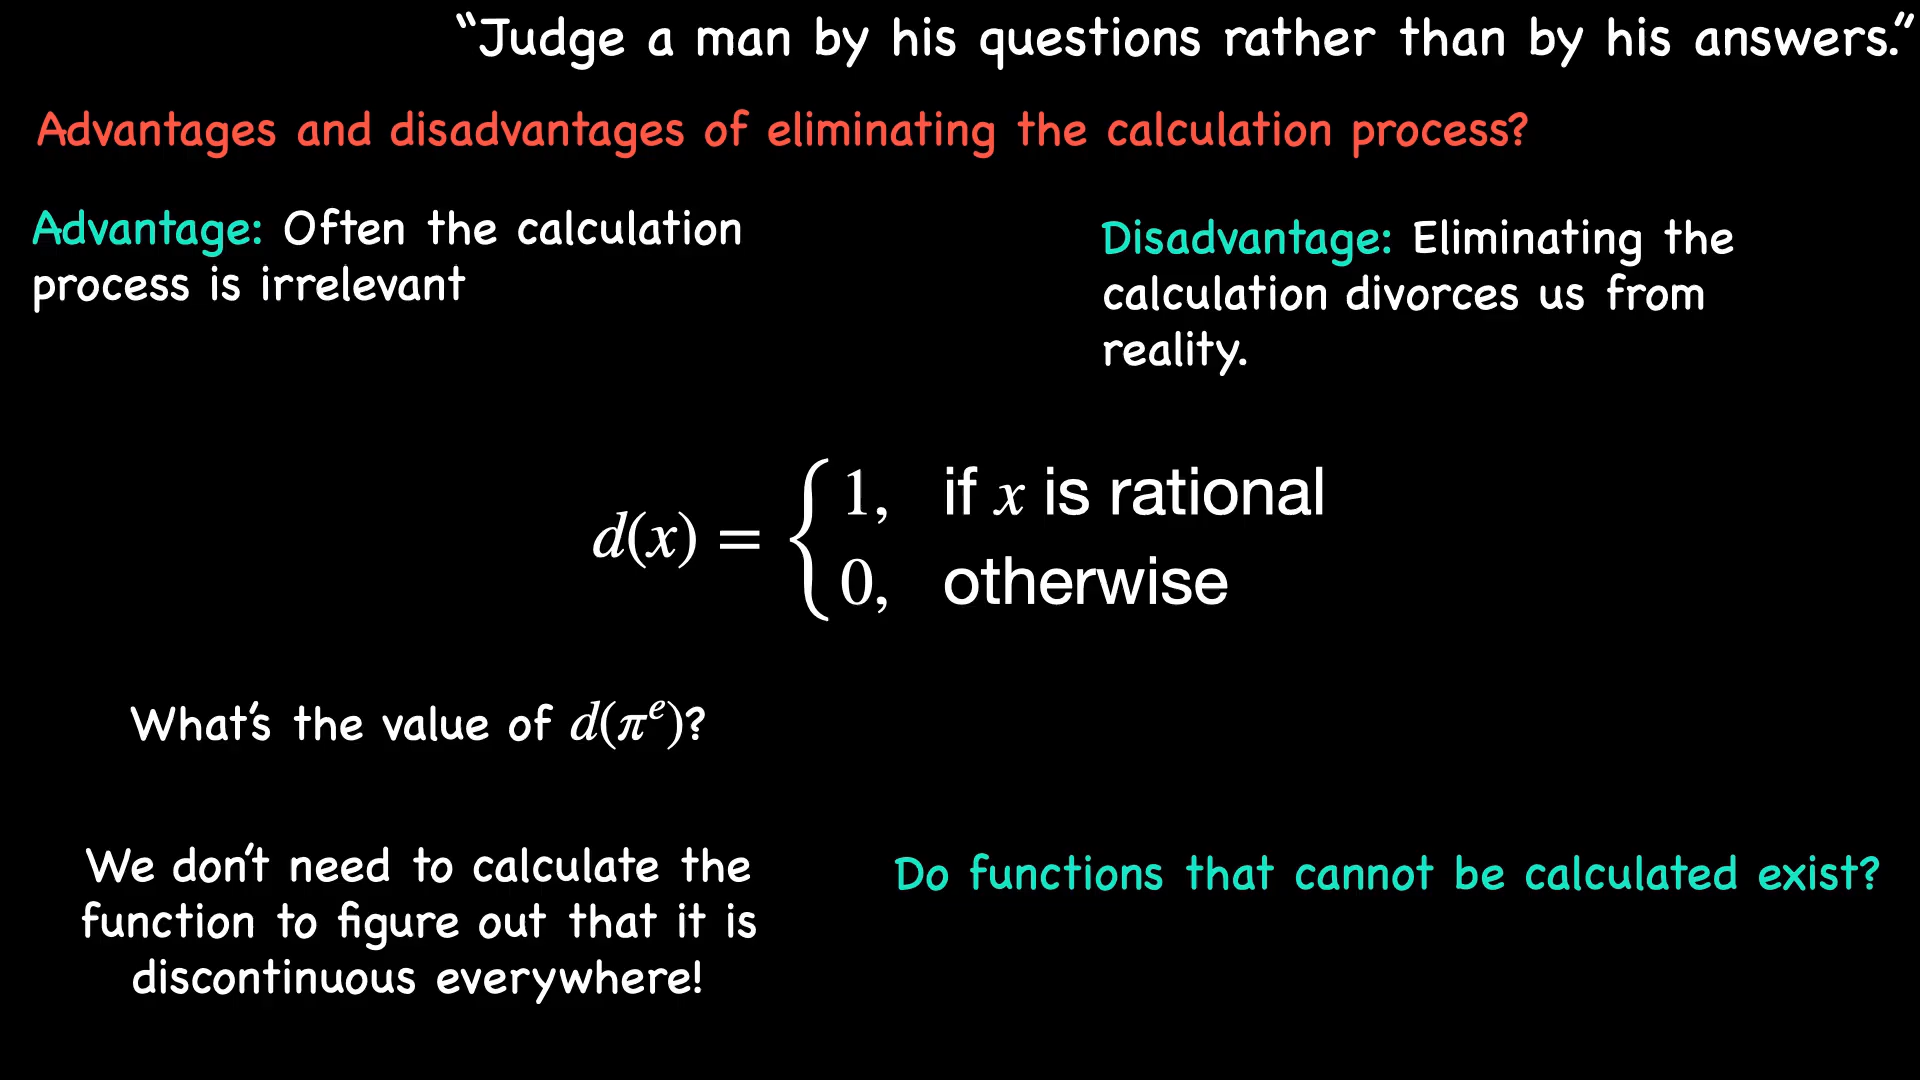 “Judge a man by his questions rather than by his answers.”
Advantages and disadvantages of eliminating the calculation process?
Advantage: Often the calculation
process is irrelevant
Disadvantage: Eliminating the
calculation divorces us from
reality.
d(x) = { 1, if x is rational
0, otherwise
What’s the value of d(πᵉ)?
We don’t need to calculate the
function to figure out that it is
discontinuous everywhere!
Do functions that cannot be calculated exist?